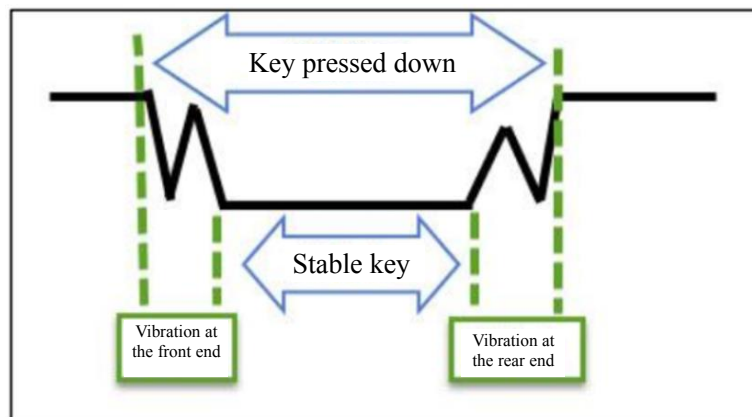 Key pressed down
Stable key
Vibration at
the front end
Vibration at
the rear end